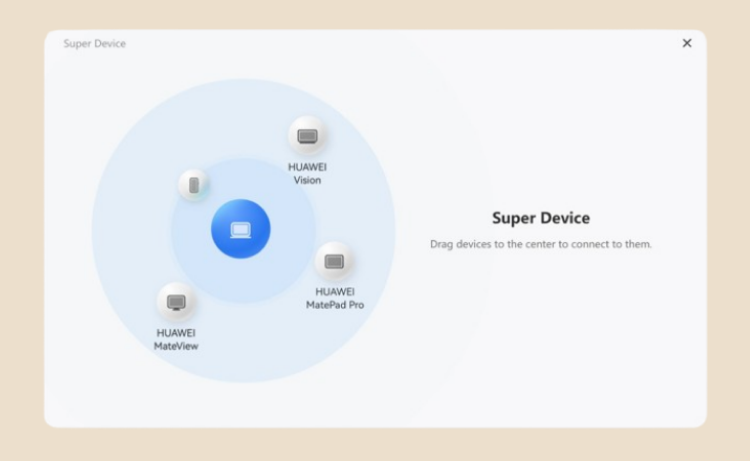 Super Device
HUAWEI
Vision
HUAWEI
MatePad Pro
HUAWEI
MateView
Super Device
Drag devices to the center to connect to them.